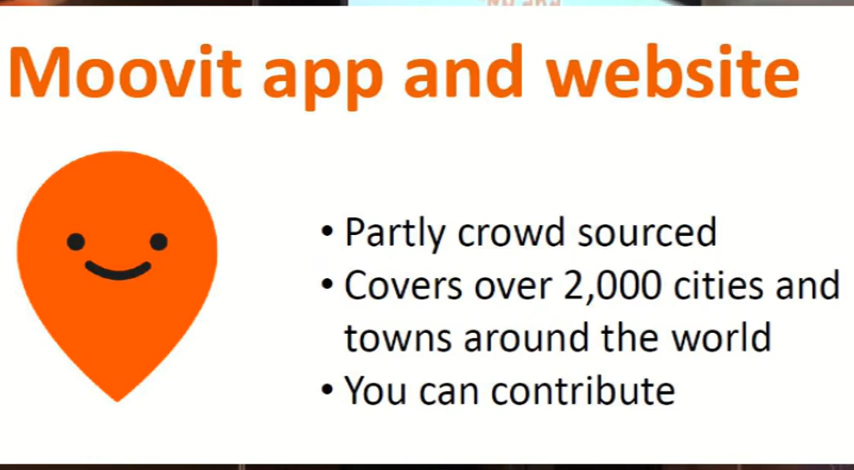 Moovit app and website
• Partly crowd sourced
• Covers over 2,000 cities and
towns around the world
• You can contribute